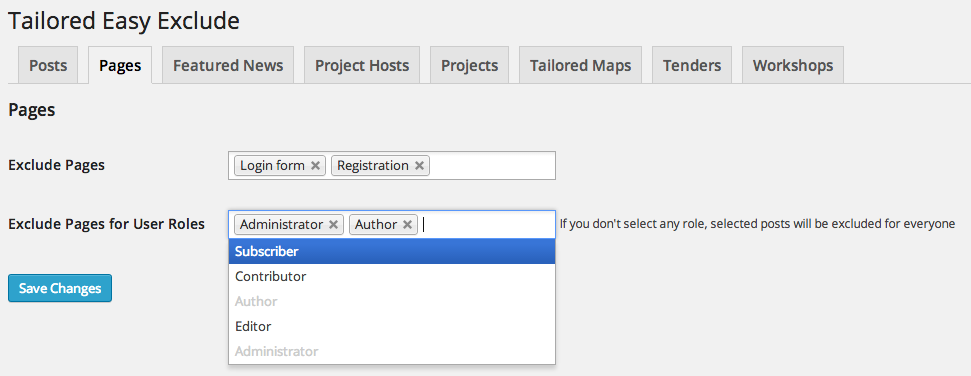 Tailored Easy Exclude
Posts Pages Featured News Project Hosts Projects Tailored Maps Tenders Workshops
Pages
Exclude Pages Login form Registration
Exclude Pages for User Roles Administrator Author If you don't select any role, selected posts will be excluded for everyone
Subscriber
Contributor
Author
Editor
Administrator
Save Changes